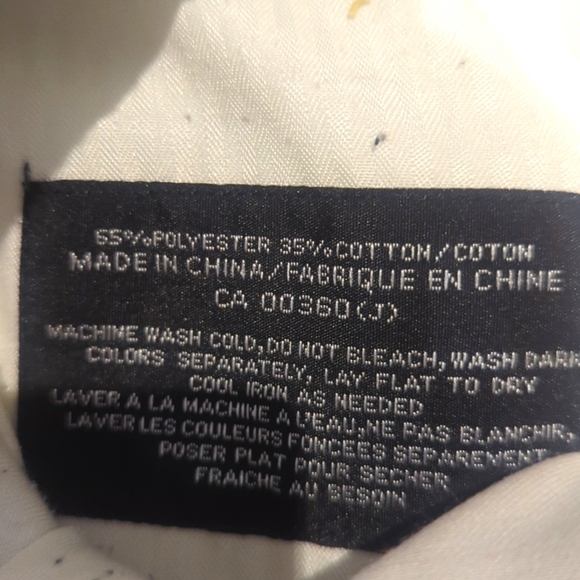 65%POLYESTER 35%COTTON/COTON
MADE IN CHINA/FABRIQUE EN CHINE
CA 00360(J)
MACHINE WASH COLD,DO NOT BLEACH,WASH DARK
COLORS SEPARATELY, LAY FLAT TO DRY
COOL IRON AS NEEDED
LAVER A LA MACHINE A L'EAU,NE PAS BLANCHIR,
LAVER LES COULEURS FONCEES SEPAREMENT
POSER PLAT POUR SECHER
FRAICHE AU BESOIN